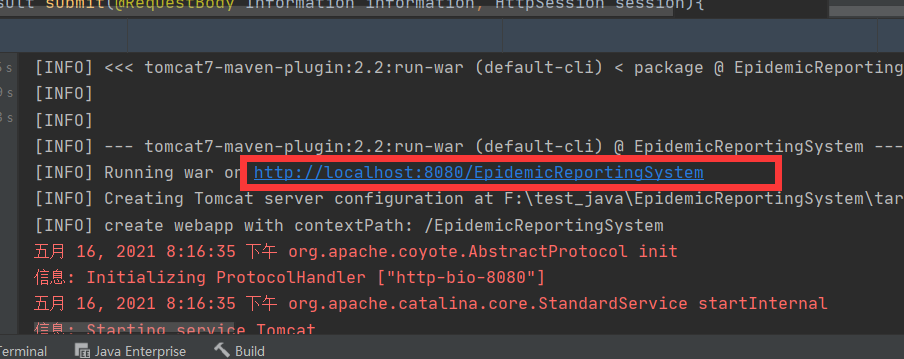 sult submit(@RequestBody Information information, HttpSession session){
[INFO] <<< tomcat7-maven-plugin:2.2:run-war (default-cli) < package @ EpidemicReporting
[INFO]
[INFO]
[INFO] --- tomcat7-maven-plugin:2.2:run-war (default-cli) @ EpidemicReportingSystem ---
[INFO] Running war on http://localhost:8080/EpidemicReportingSystem
[INFO] Creating Tomcat server configuration at F:\test_java\EpidemicReportingSystem\tar
[INFO] create webapp with contextPath: /EpidemicReportingSystem
五月 16, 2021 8:16:35 下午 org.apache.coyote.AbstractProtocol init
信息: Initializing ProtocolHandler ["http-bio-8080"]
五月 16, 2021 8:16:35 下午 org.apache.catalina.core.StandardService startInternal
信息: Starting service Tomcat
Terminal Java Enterprise Build